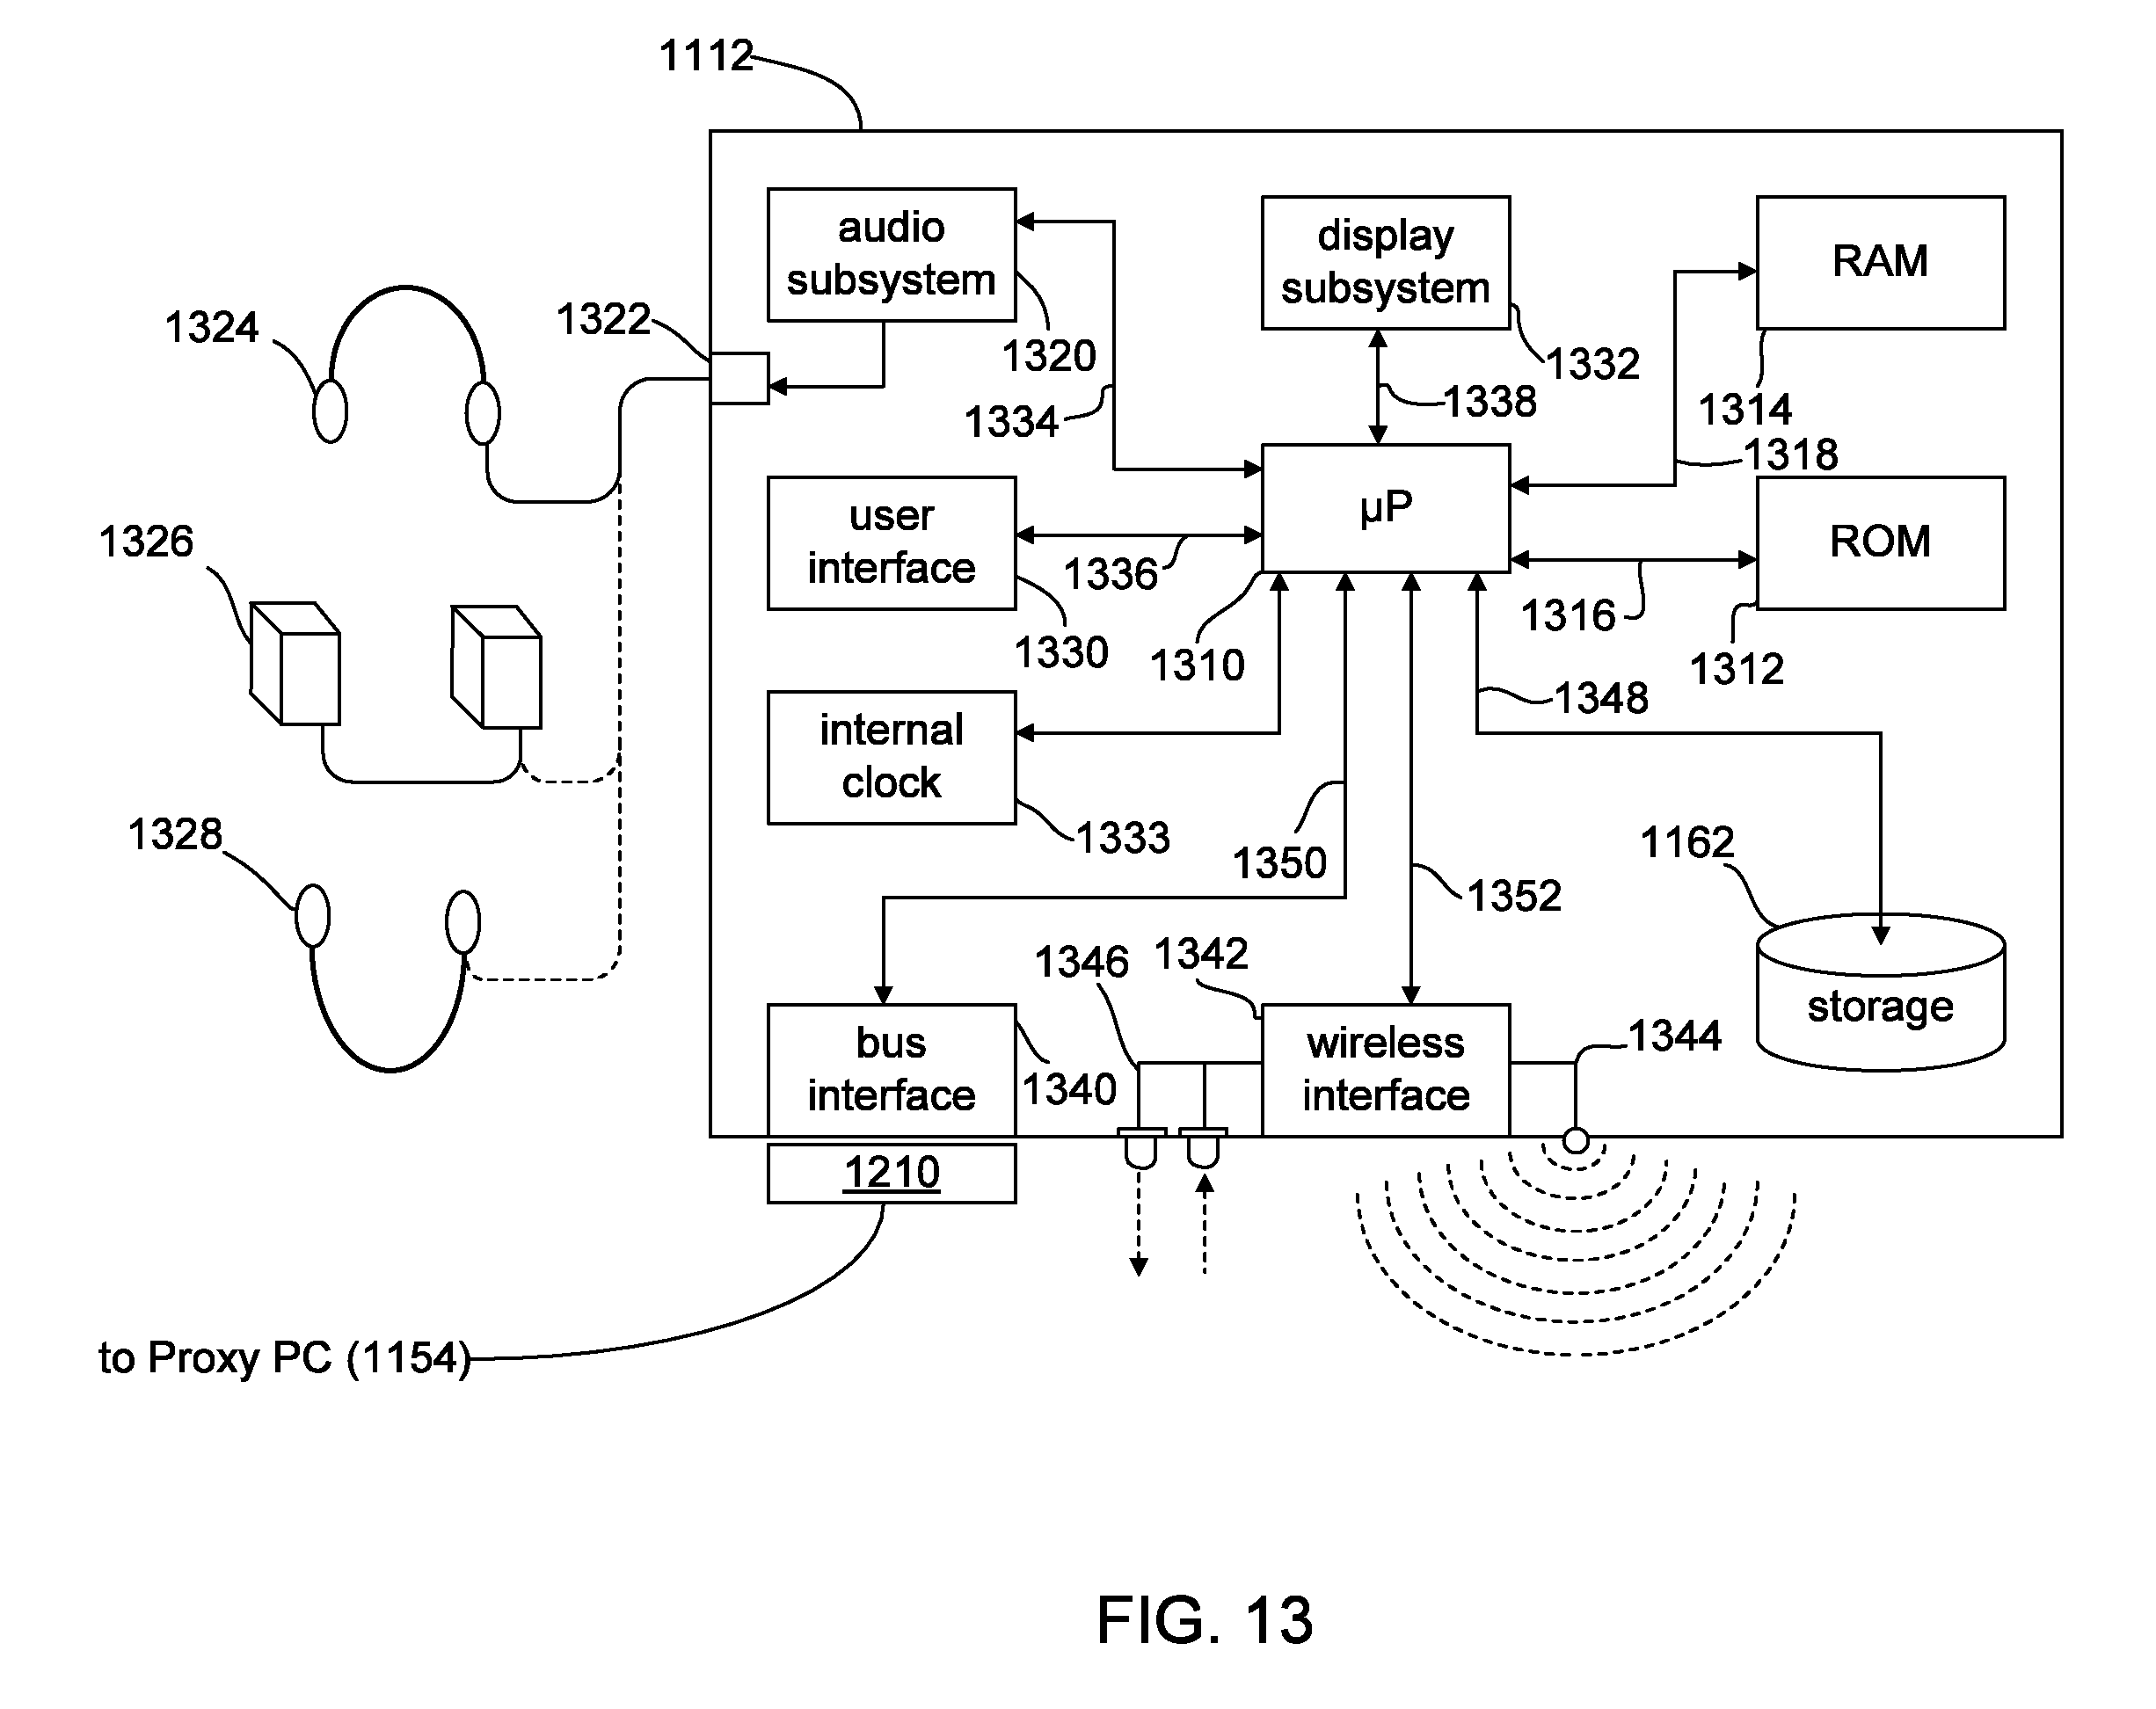 1112
audio
subsystem
display
subsystem
RAM
1324
1322
1320
1332
1338
1334
1314
1318
1326
user
interface
µP
ROM
1336
1316
1330
1310
1312
1348
internal
clock
1328
1333
1350
1352
1162
1346
1342
bus
interface
1340
wireless
interface
1344
storage
1210
to Proxy PC (1154)
FIG. 13